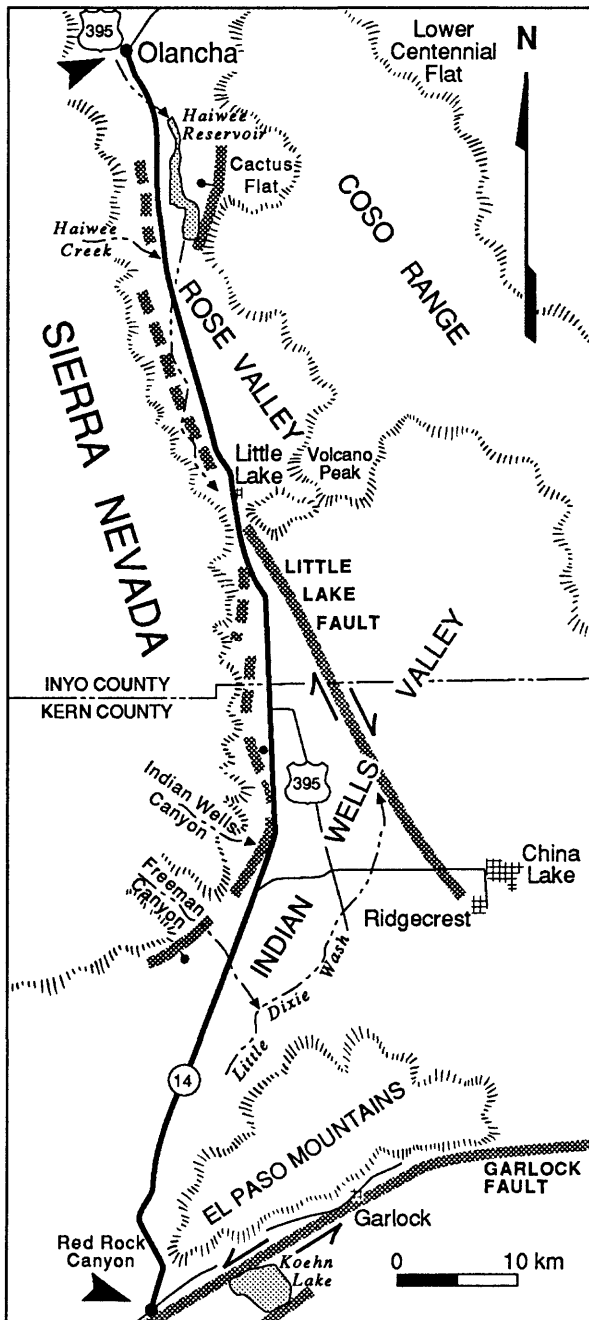 395
Olancha
Lower
Centennial
Flat
N
Haiwee
Reservoir
Cactus
Flat
COSO RANGE
Haiwee
Creek
ROSE VALLEY
SIERRA NEVADA
Little
Lake
Volcano
Peak
LITTLE
LAKE
FAULT
INYO COUNTY
KERN COUNTY
INDIAN WELLS VALLEY
395
Indian Wells
Canyon
Freeman
Canyon
China
Lake
Ridgecrest
Little Dixie Wash
14
EL PASO MOUNTAINS
GARLOCK
FAULT
Garlock
Red Rock
Canyon
Koehn
Lake
0 10 km